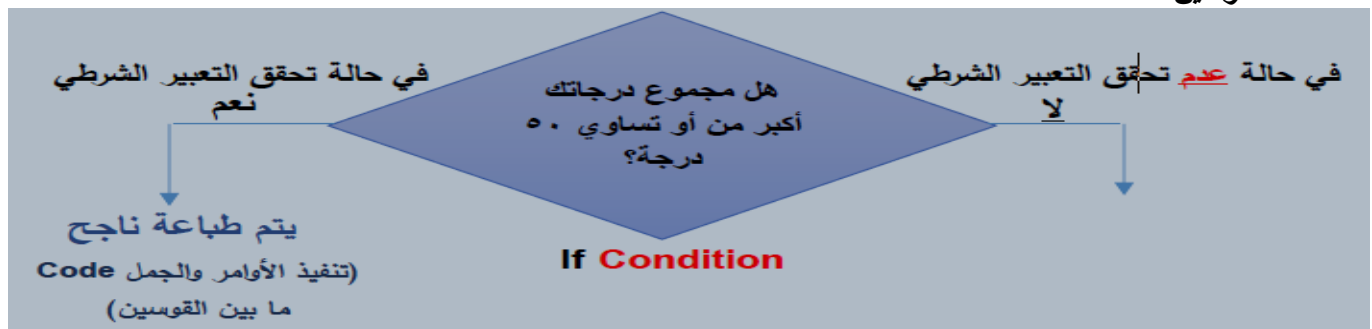 في حالة عدم تحقق التعبير الشرطي
لا
هل مجموع درجاتك
أكبر من أو تساوي ٥٠
درجة؟
في حالة تحقق التعبير الشرطي
نعم
يتم طباعة ناجح
(تنفيذ الأوامر والجمل Code
ما بين القوسين)
If Condition